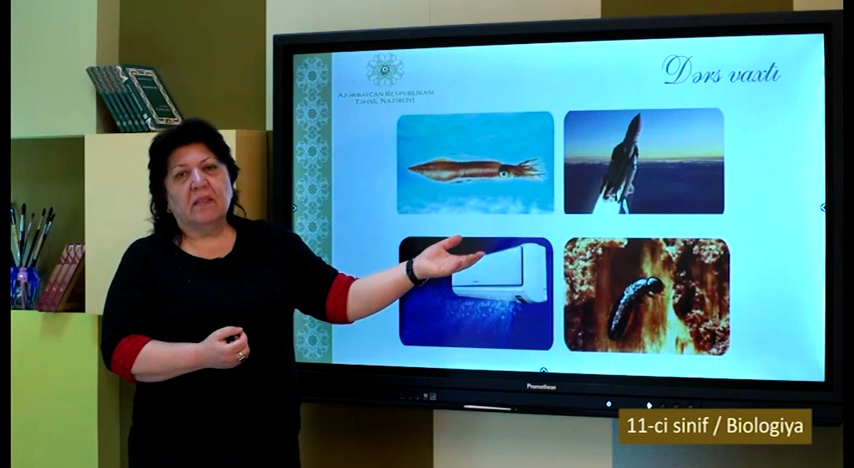 Dərs vaxtı
AZƏRBAYCAN RESPUBLİKASI
TƏHSİL NAZİRLİYİ
Promethean
11-ci sinif / Biologiya